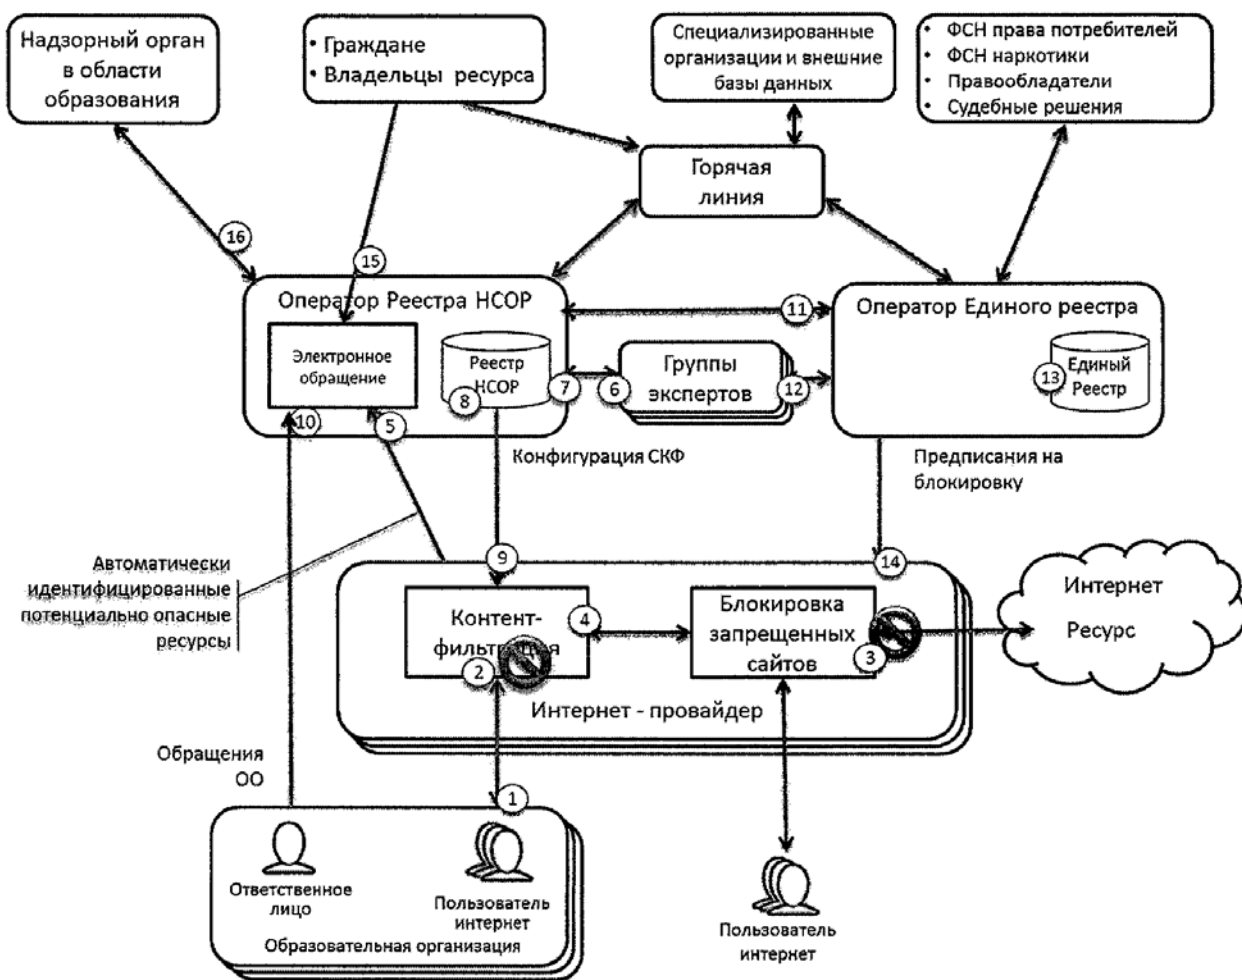 Надзорный орган
в области
образования
• Граждане
• Владельцы ресурса
Специализированные
организации и внешние
базы данных
• ФСН права потребителей
• ФСН наркотики
• Правообладатели
• Судебные решения
Горячая
линия
16
15
Оператор Реестра НСОР
11
Оператор Единого реестра
Электронное
обращение
Реестр
НСОР
8
7
6
Группы
экспертов
12
13
Единый
Реестр
10
5
Конфигурация СКФ
Предписания на
блокировку
Автоматически
идентифицированные
потенциально опасные
ресурсы
9
14
Контент-
фильтрация
2
4
Блокировка
запрещенных
сайтов
3
Интернет
Ресурс
Интернет - провайдер
Обращения
ОО
1
Ответственное
лицо
Пользователь
интернет
Образовательная организация
Пользователь
интернет